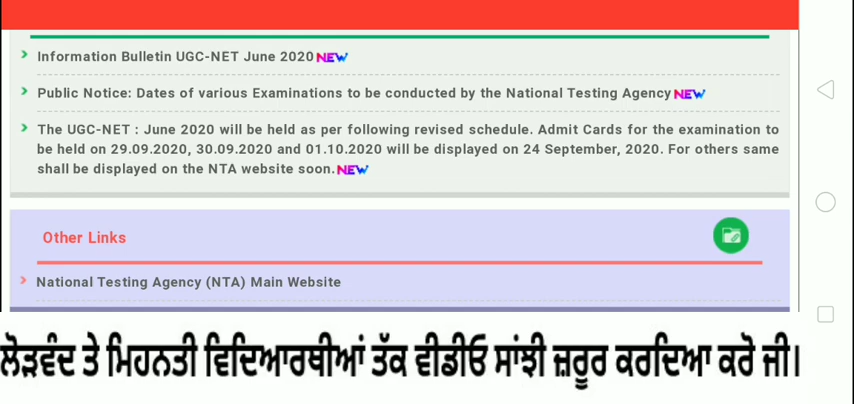 Information Bulletin UGC-NET June 2020 NEW
Public Notice: Dates of various Examinations to be conducted by the National Testing Agency NEW
The UGC-NET : June 2020 will be held as per following revised schedule. Admit Cards for the examination to
be held on 29.09.2020, 30.09.2020 and 01.10.2020 will be displayed on 24 September, 2020. For others same
shall be displayed on the NTA website soon. NEW
Other Links
National Testing Agency (NTA) Main Website
ਲੋੜਵੰਦ ਤੇ ਮਿਹਨਤੀ ਵਿਦਿਆਰਥੀਆਂ ਤੱਕ ਵੀਡੀਓ ਸਾਂਝੀ ਜ਼ਰੂਰ ਕਰਦਿਆ ਕਰੋ ਜੀ।